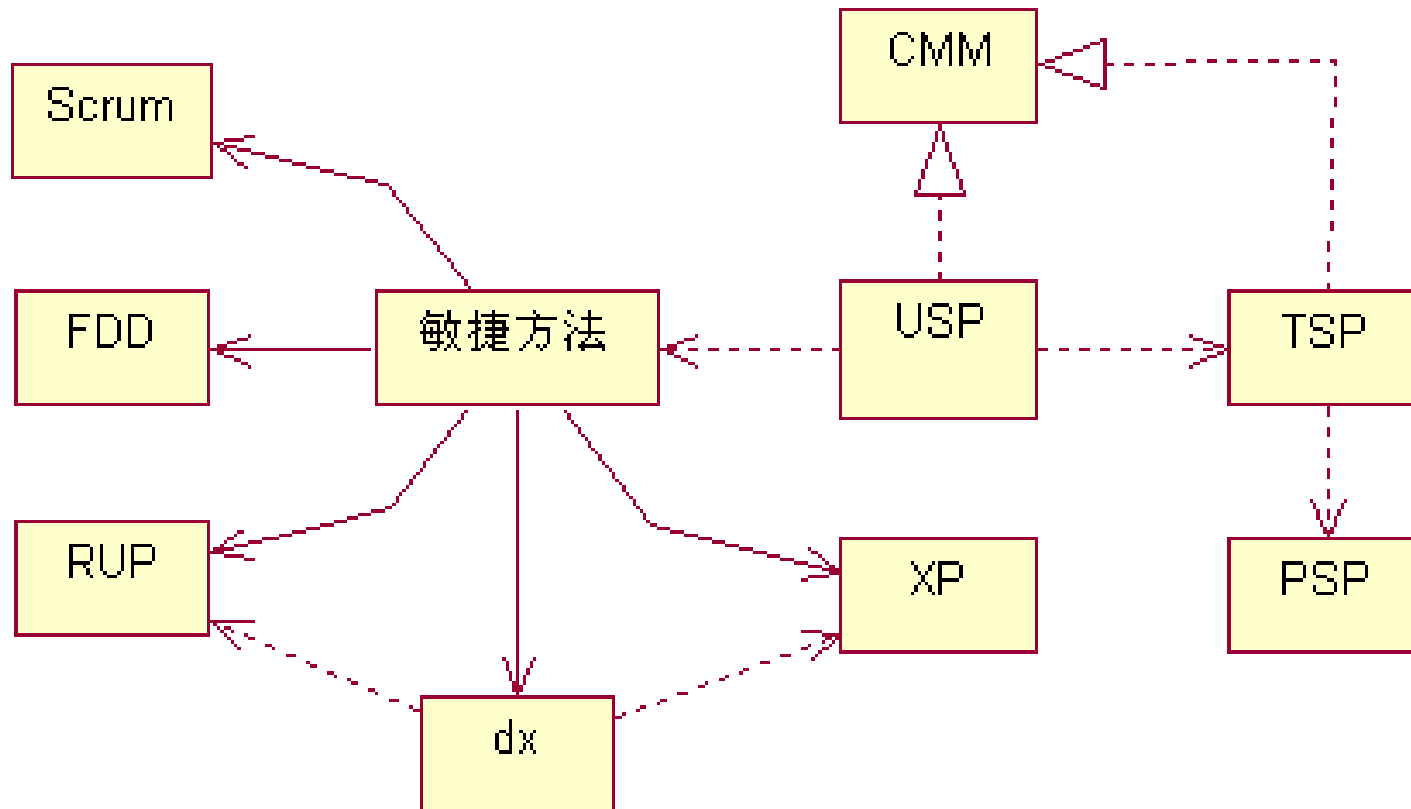 CMM
Scrum
FDD
敏捷方法
USP
TSP
RUP
XP
PSP
dx